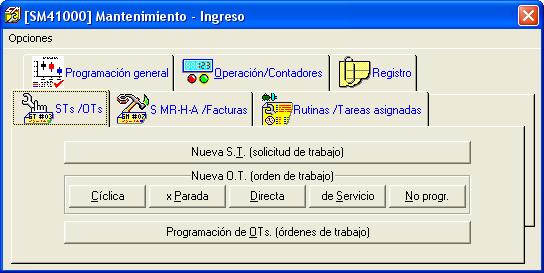 [SM41000] Mantenimiento - Ingreso
Opciones
Programación general
Operación/Contadores
123
Registro
STs /OTs
S MR-H-A /Facturas
Rutinas /Tareas asignadas
Nueva S.T. (solicitud de trabajo)
Nueva O.T. (orden de trabajo)
Cíclica
x Parada
Directa
de Servicio
No progr.
Programación de OTs. (órdenes de trabajo)